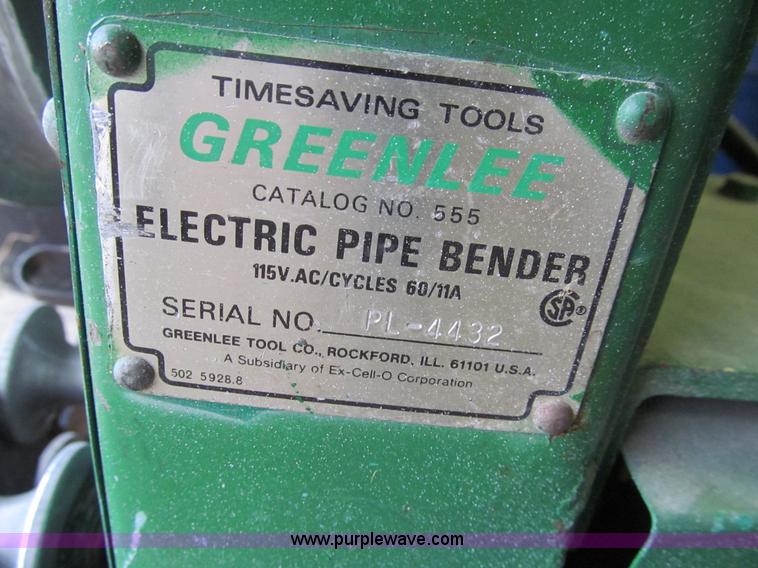 TIMESAVING TOOLS
GREENLEE
CATALOG NO. 555
ELECTRIC PIPE BENDER
115V.AC/CYCLES 60/11A
SA®
SERIAL NO. PL-4432
GREENLEE TOOL CO., ROCKFORD, ILL. 61101 U.S.A.
A Subsidiary of Ex-Cell-O Corporation
502 5928.8
www.purplewave.com